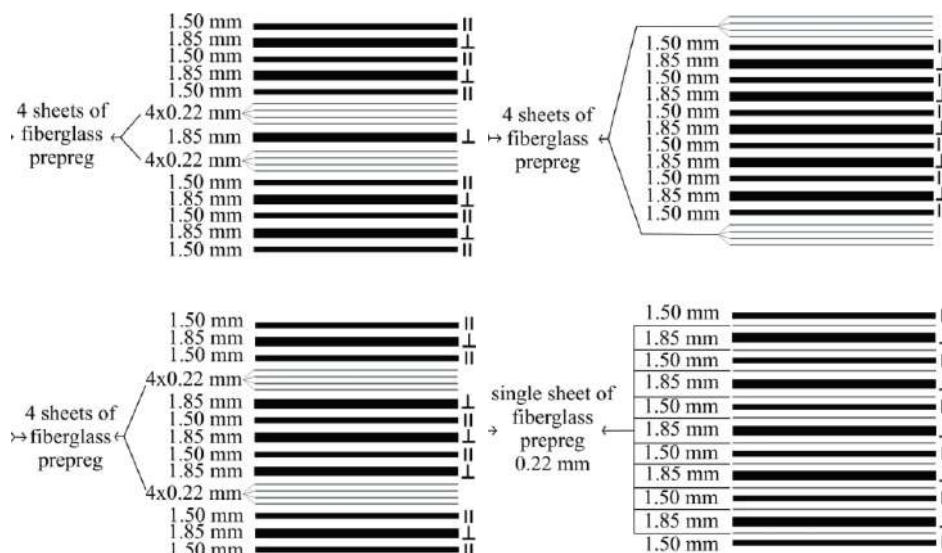 4 sheets of
fiberglass
prepreg
1.50 mm ||
1.85 mm ⊥
1.50 mm ||
1.85 mm ⊥
1.50 mm ||
4x0.22 mm
1.85 mm ⊥
4x0.22 mm
1.50 mm ||
1.85 mm ⊥
1.50 mm ||
1.85 mm ⊥
1.50 mm ||
4 sheets of
fiberglass
prepreg
1.50 mm
1.85 mm
1.50 mm
1.85 mm
1.50 mm
1.85 mm
1.50 mm
1.85 mm
1.50 mm
1.85 mm
1.50 mm
4 sheets of
fiberglass
prepreg
1.50 mm ||
1.85 mm ⊥
1.50 mm ||
4x0.22 mm
1.85 mm ⊥
1.50 mm ||
1.85 mm ⊥
1.50 mm ||
1.85 mm ⊥
4x0.22 mm
1.50 mm ||
1.85 mm ⊥
1.50 mm ||
single sheet of
fiberglass
prepreg
0.22 mm
1.50 mm
1.85 mm
1.50 mm
1.85 mm
1.50 mm
1.85 mm
1.50 mm
1.85 mm
1.50 mm
1.85 mm
1.50 mm